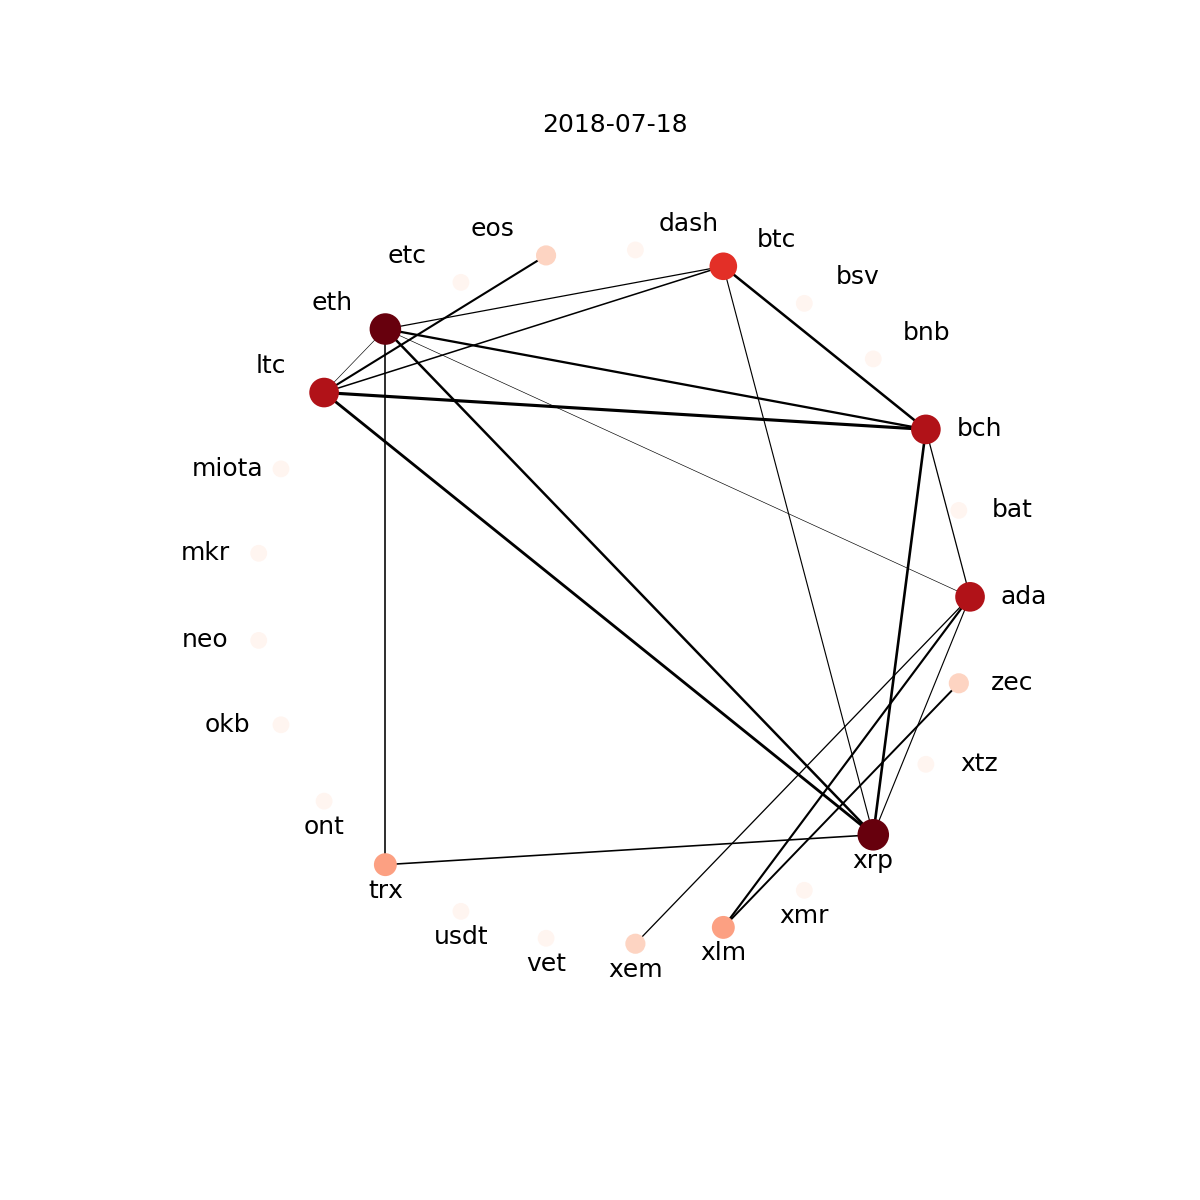 2018-07-18
dash
eos
btc
etc
bsv
eth
bnb
ltc
bch
miota
bat
mkr
ada
neo
zec
okb
xtz
ont
xrp
trx
xmr
usdt
xlm
vet
xem